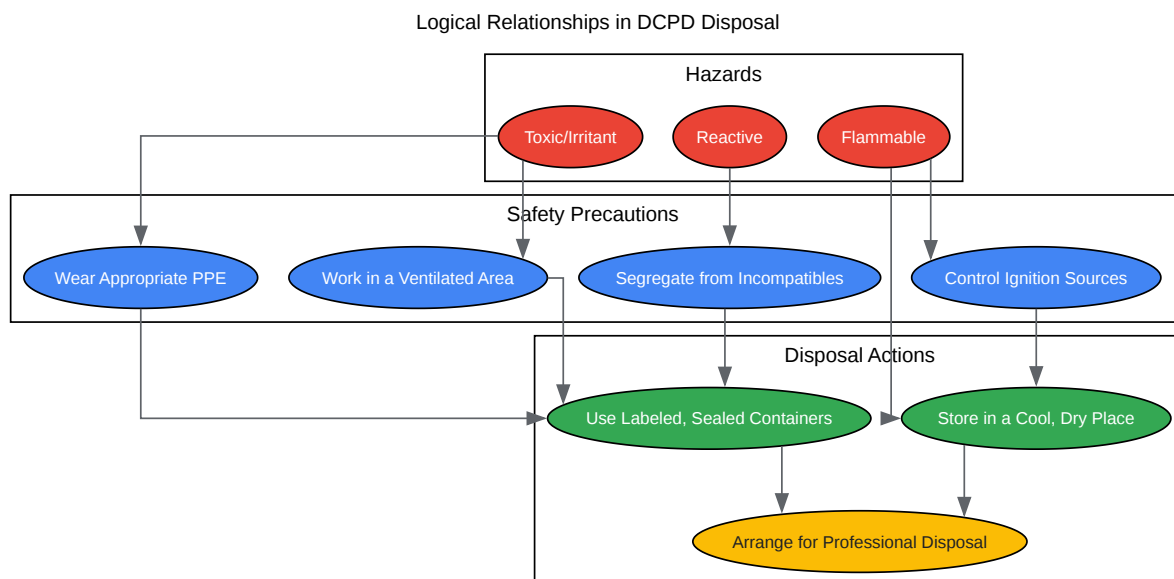 Logical Relationships in DCPD Disposal
Hazards
Toxic/Irritant
Reactive
Flammable
Safety Precautions
Wear Appropriate PPE
Work in a Ventilated Area
Segregate from Incompatibles
Control Ignition Sources
Disposal Actions
Use Labeled, Sealed Containers
Store in a Cool, Dry Place
Arrange for Professional Disposal